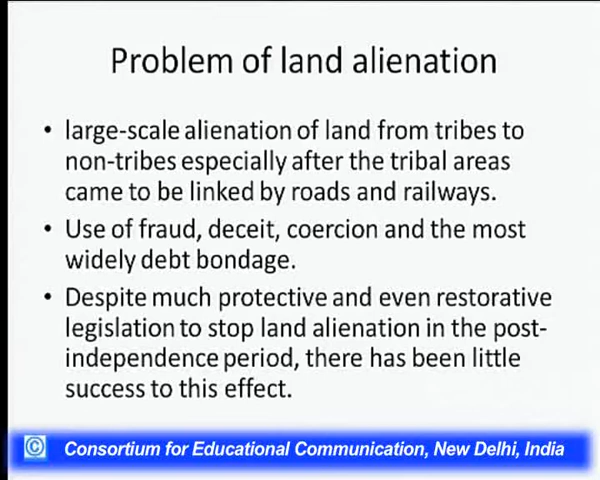 Problem of land alienation
• large-scale alienation of land from tribes to
non-tribes especially after the tribal areas
came to be linked by roads and railways.
• Use of fraud, deceit, coercion and the most
widely debt bondage.
• Despite much protective and even restorative
legislation to stop land alienation in the post-
independence period, there has been little
success to this effect.
© Consortium for Educational Communication, New Delhi, India